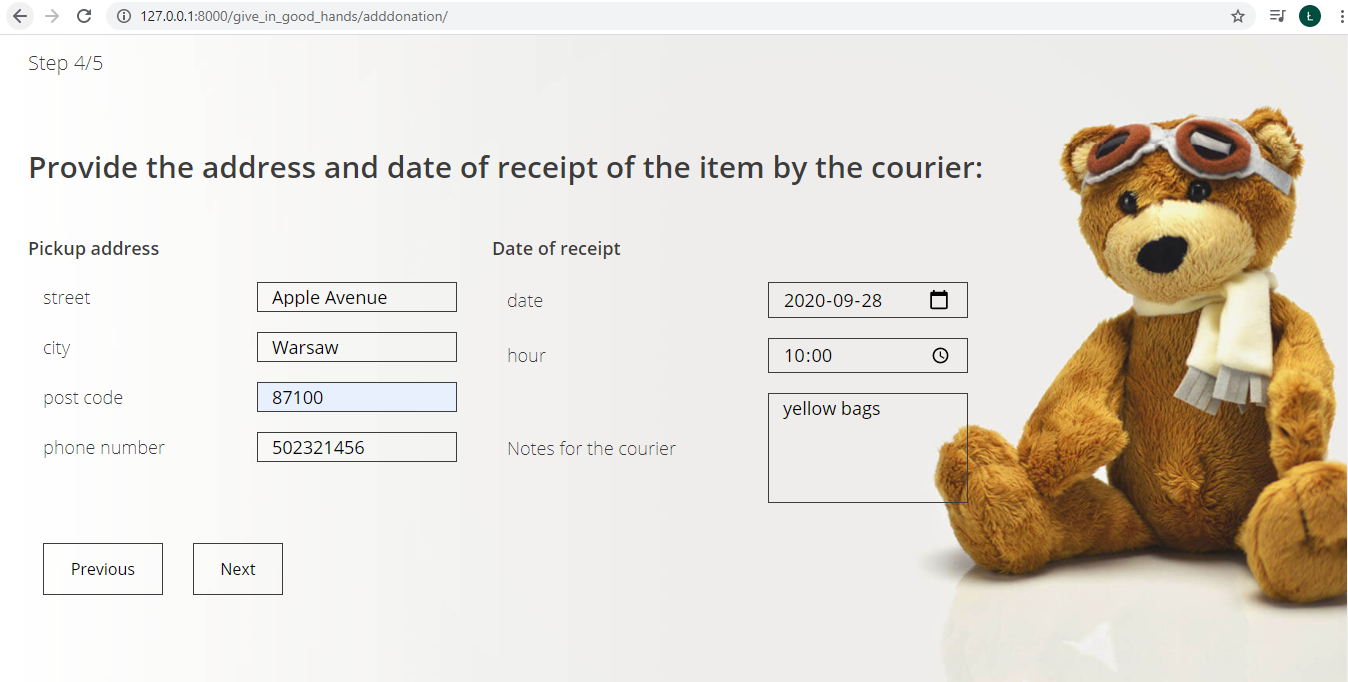 127.0.0.1:8000/give_in_good_hands/adddonation/
Ł
Step 4/5
Provide the address and date of receipt of the item by the courier:
Pickup address
street Apple Avenue
city Warsaw
post code 87100
phone number 502321456
Date of receipt
date 2020-09-28
hour 10:00
Notes for the courier yellow bags
Previous Next